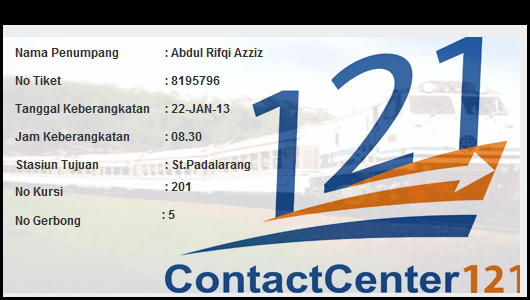 Nama Penumpang : Abdul Rifqi Azziz
No Tiket : 8195796
Tanggal Keberangkatan : 22-JAN-13
Jam Keberangkatan : 08.30
Stasiun Tujuan : St.Padalarang
No Kursi : 201
No Gerbong : 5
121
ContactCenter121